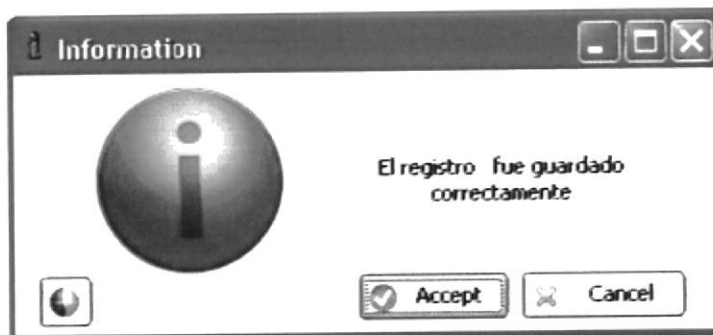 Information
El registro fue guardado
correctamente
Accept
Cancel